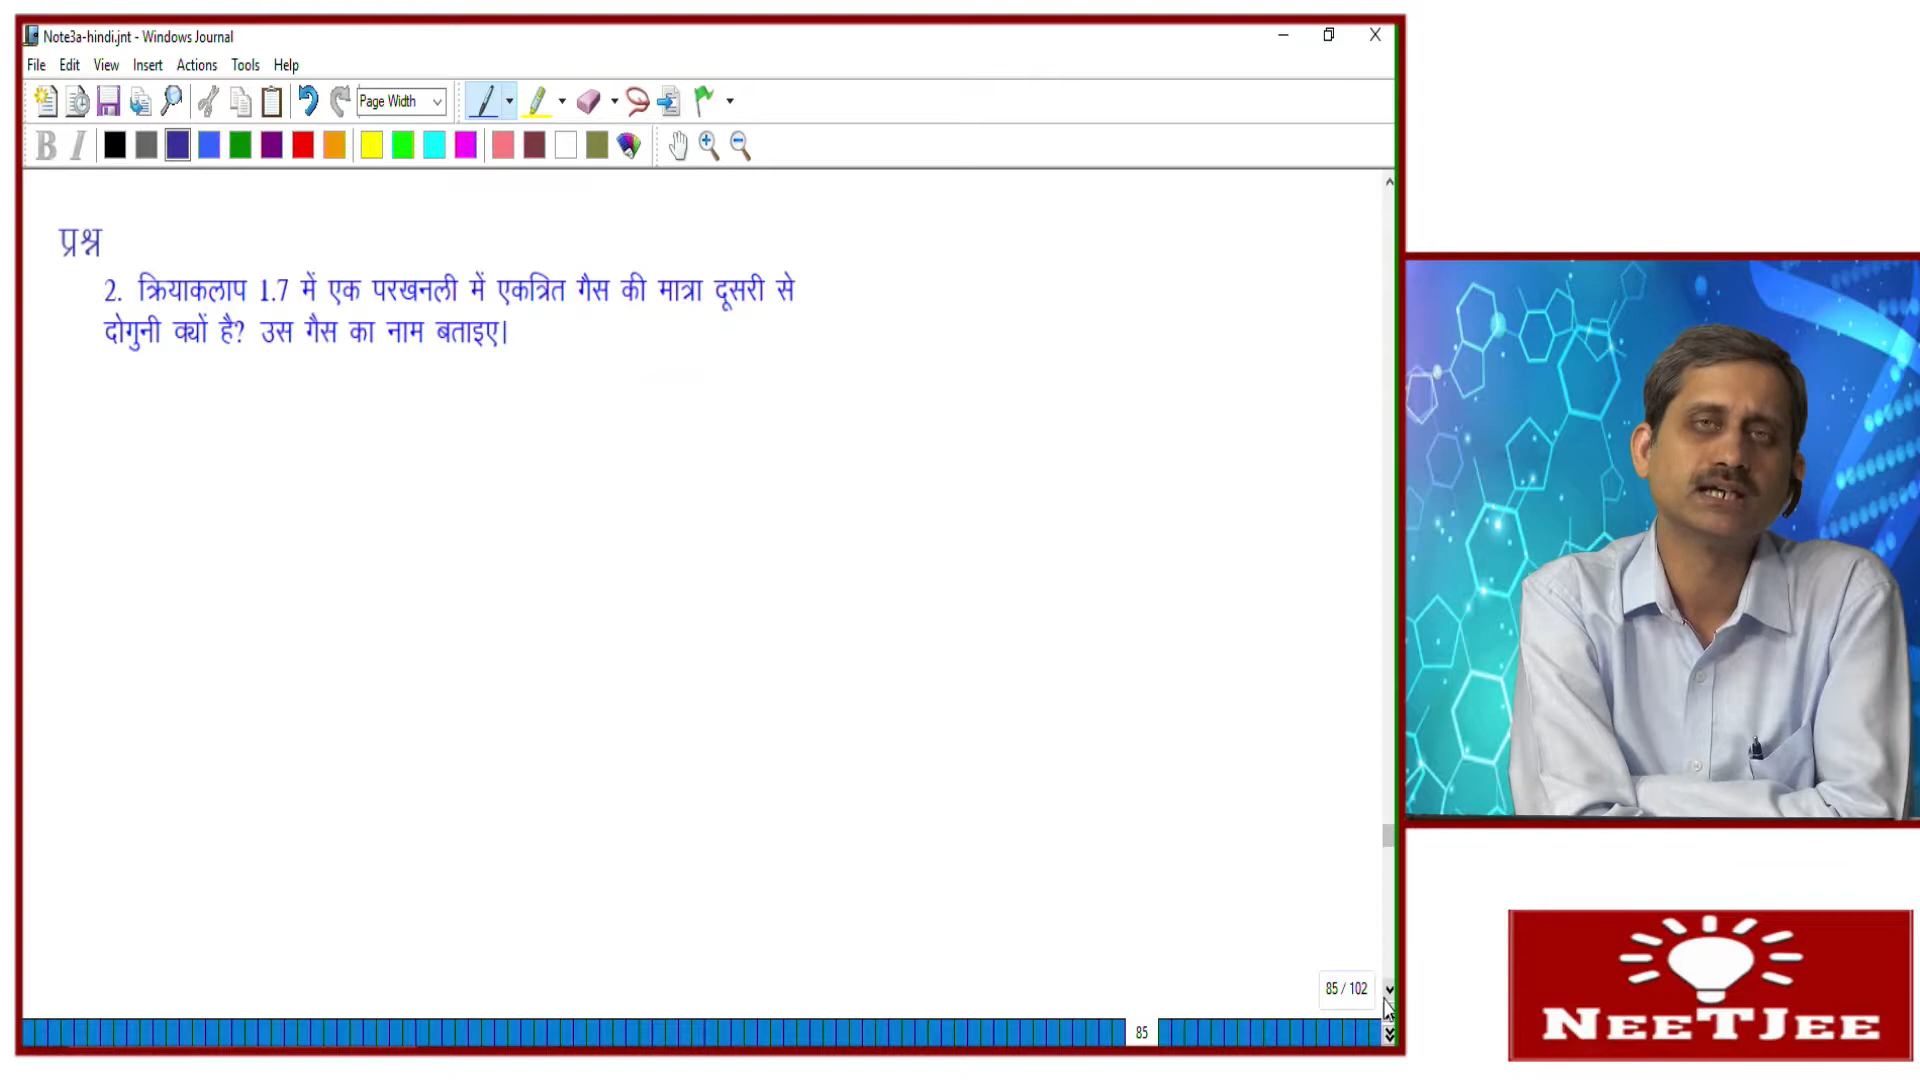 Note3a-hindi.jnt - Windows Journal
File Edit View Insert Actions Tools Help
Page Width
B I
प्रश्न
2. क्रियाकलाप 1.7 में एक परखनली में एकत्रित गैस की मात्रा दूसरी से
दोगुनी क्यों है? उस गैस का नाम बताइए।
85 / 102
85
NEETJEE